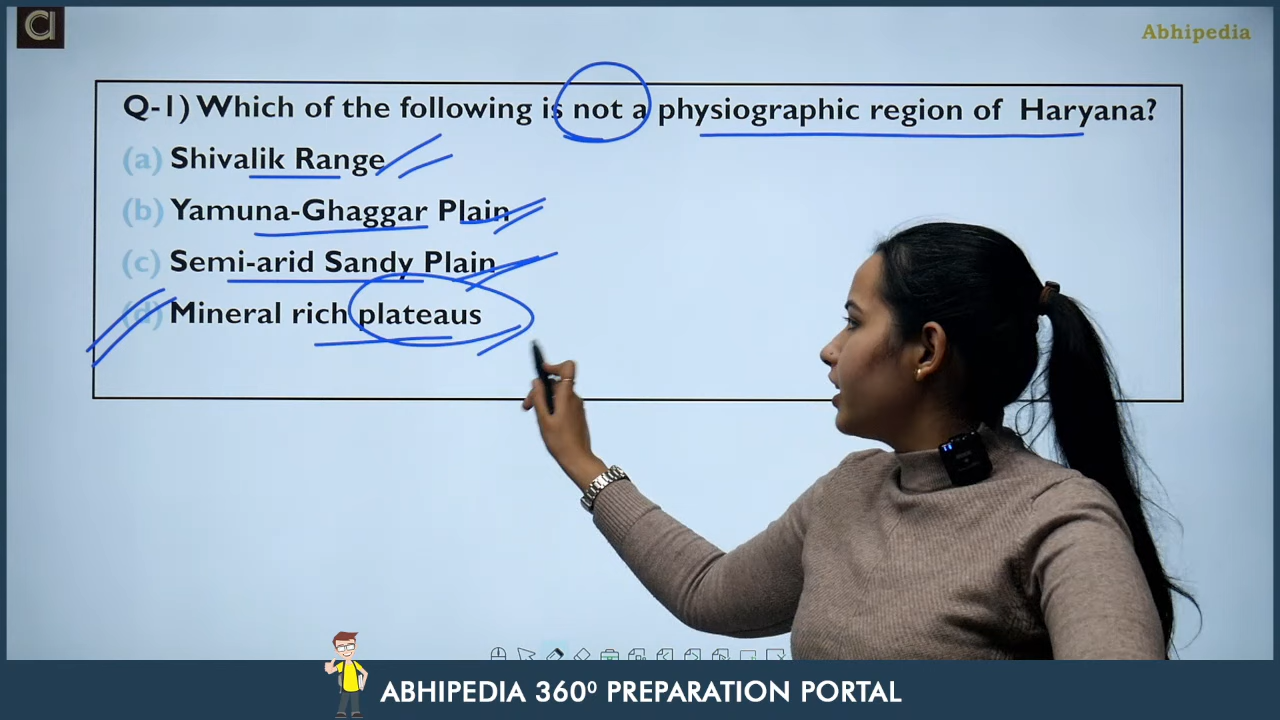 Abhipedia
Q-1) Which of the following is not a physiographic region of Haryana?
(a) Shivalik Range
(b) Yamuna-Ghaggar Plain
(c) Semi-arid Sandy Plain
(d) Mineral rich plateaus
ABHIPEDIA 360⁰ PREPARATION PORTAL